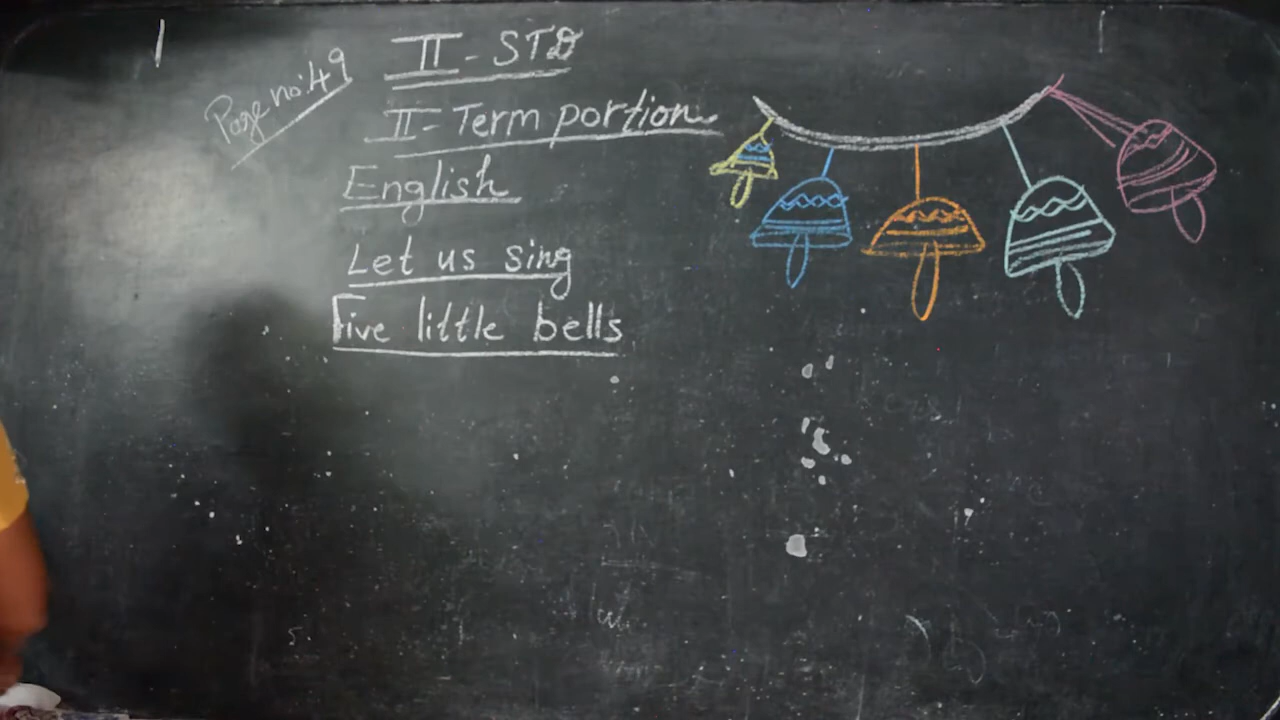 Page no:49
II - STD
II - Term portion
English
Let us sing
Five little bells